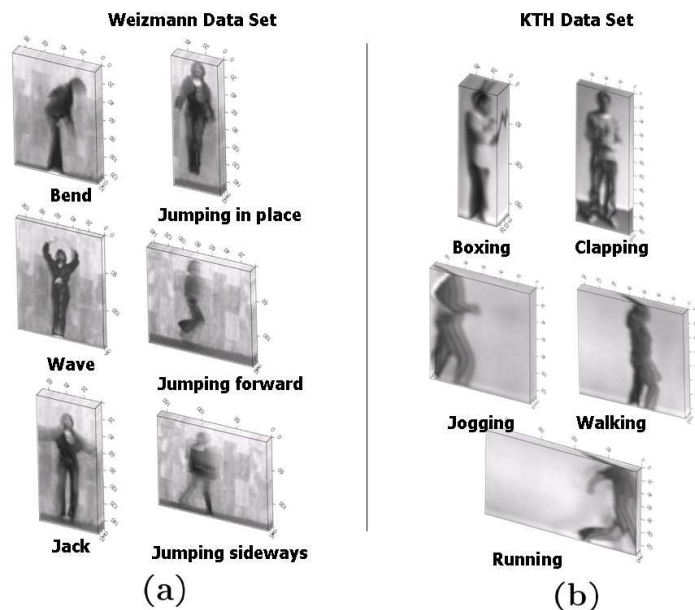 Weizmann Data Set
KTH Data Set
Bend
Jumping in place
Boxing
Clapping
Wave
Jumping forward
Jogging
Walking
Jack
Jumping sideways
Running
(a)
(b)